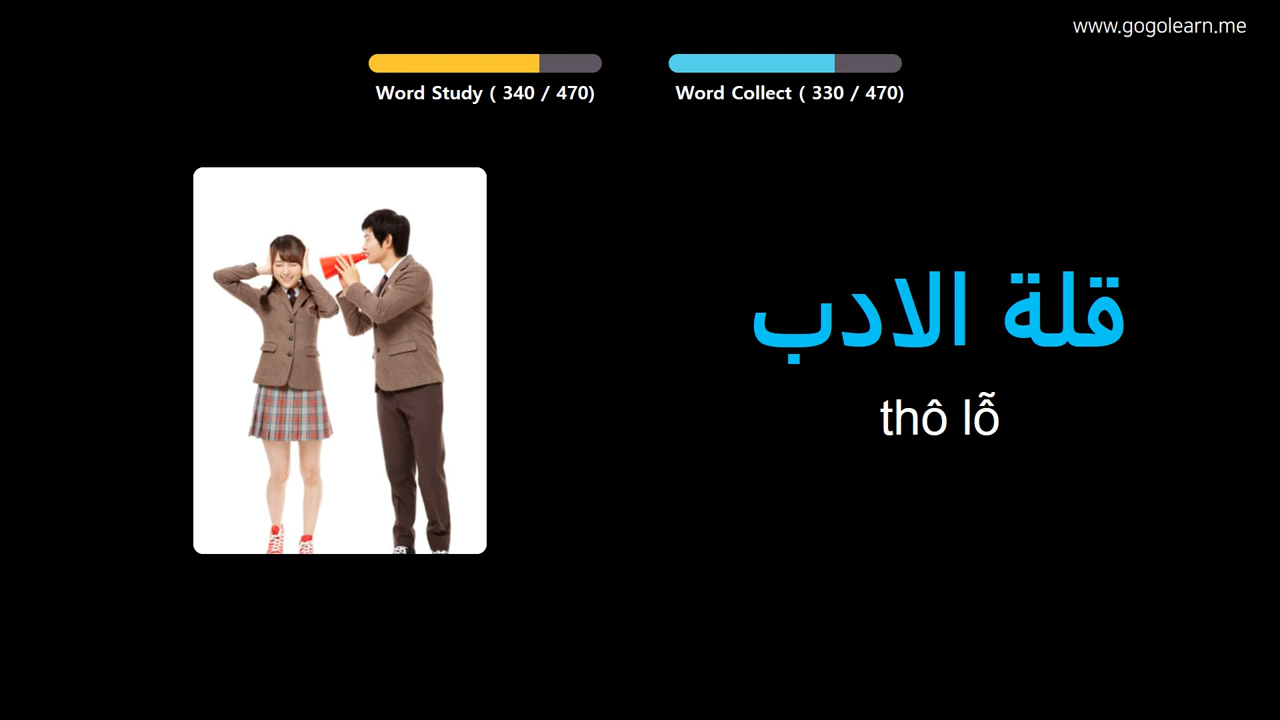 www.gogolearn.me
Word Study ( 340 / 470)
Word Collect ( 330 / 470)
قلة الادب
thô lỗ